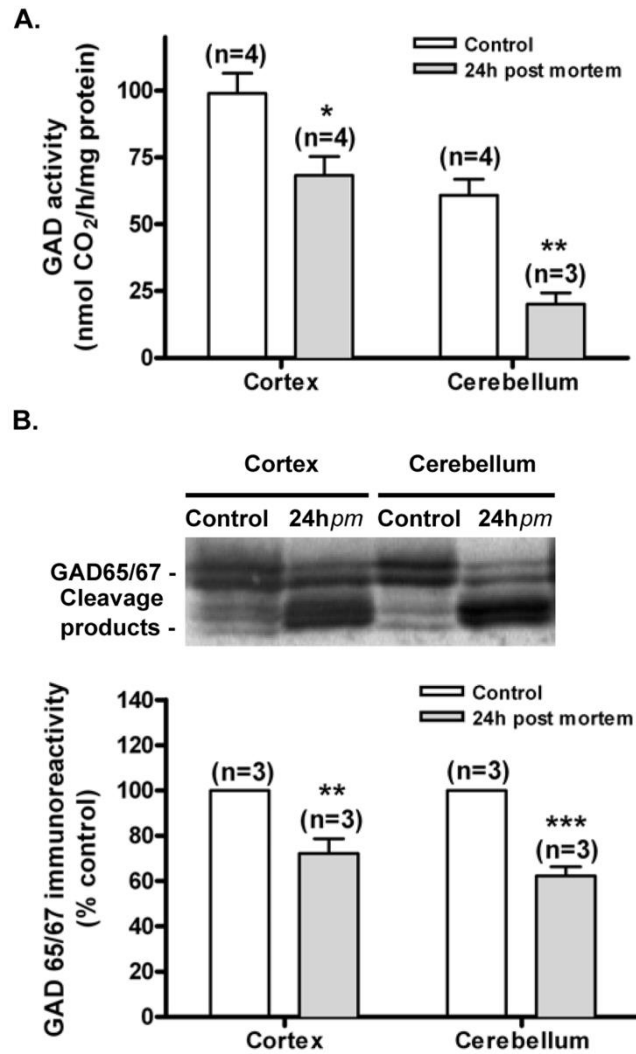 A.
GAD activity
(nmol CO2/h/mg protein)
100
75
50
25
0
Control
24h post mortem
(n=4)
*
(n=4)
(n=4)
**
(n=3)
Cortex
Cerebellum
B.
Cortex
Cerebellum
Control
24hpm
Control
24hpm
GAD65/67 -
Cleavage
products -
GAD 65/67 immunoreactivity
(% control)
140
120
100
80
60
40
20
0
Control
24h post mortem
(n=3)
**
(n=3)
(n=3)
***
(n=3)
Cortex
Cerebellum